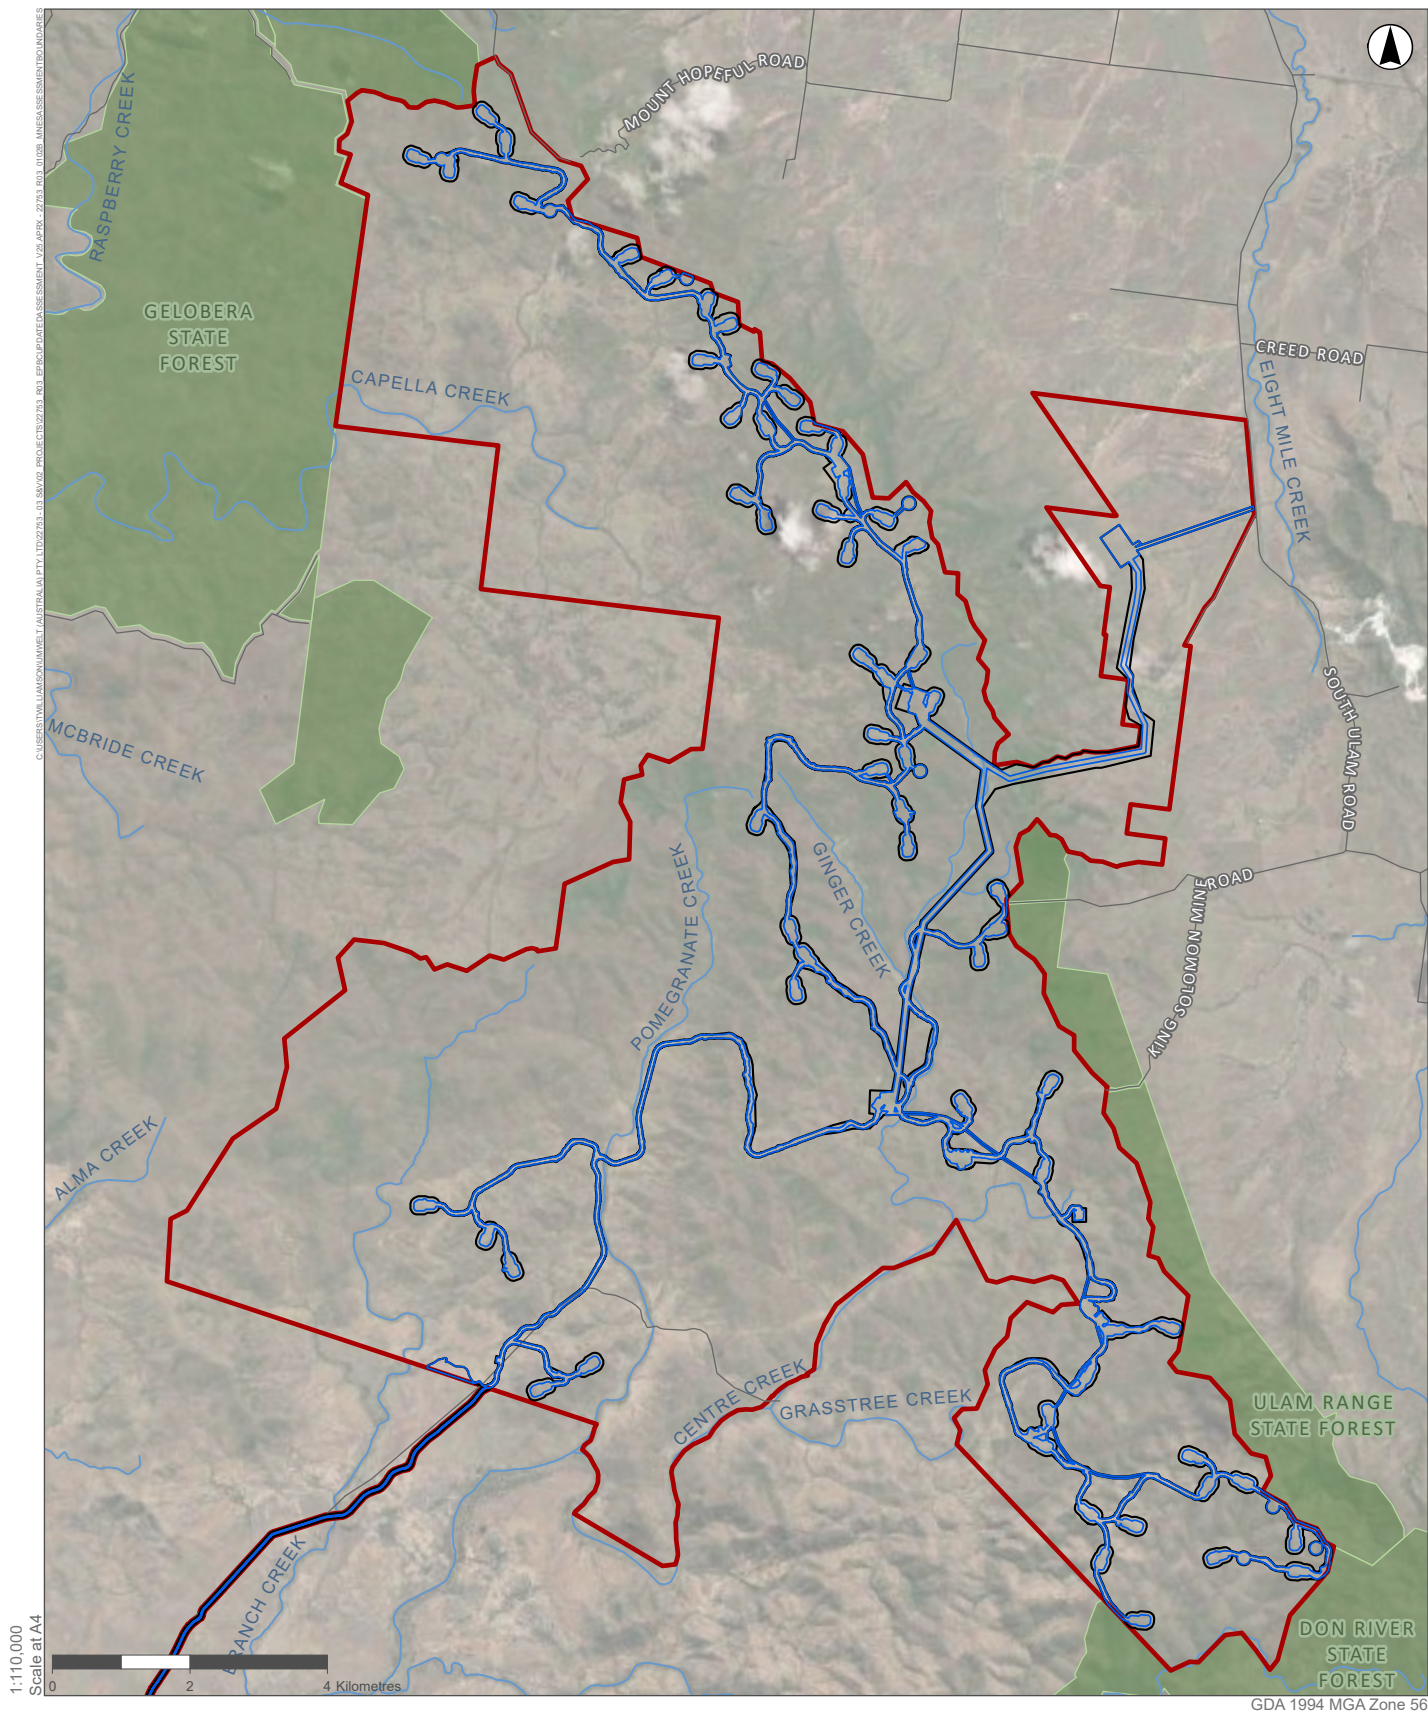 MOUNT HOPEFUL ROAD
RASPBERRY CREEK
GELOBERA
STATE
FOREST
CREED ROAD
CAPELLA CREEK
EIGHT MILE CREEK
SOUTH ULAM ROAD
MCBRIDE CREEK
GINGER CREEK
POMEGRANATE CREEK
KING SOLOMON MINE
ROAD
ALMA CREEK
CENTRE CREEK
GRASSTREE CREEK
ULAM RANGE
STATE FOREST
BRANCH CREEK
DON RIVER
STATE
FOREST
1:110,000
Scale at A4
0 2 4 Kilometres
GDA 1994 MGA Zone 56